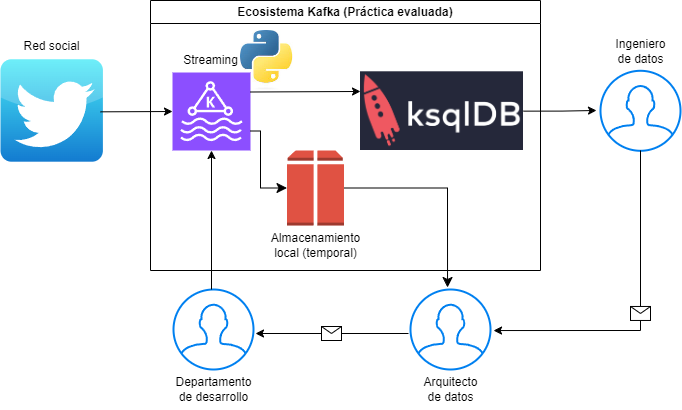 Ecosistema Kafka (Práctica evaluada)
Red social
Streaming
Ingeniero
de datos
K
ksqlDB
Almacenamiento
local (temporal)
Departamento
de desarrollo
Arquitecto
de datos